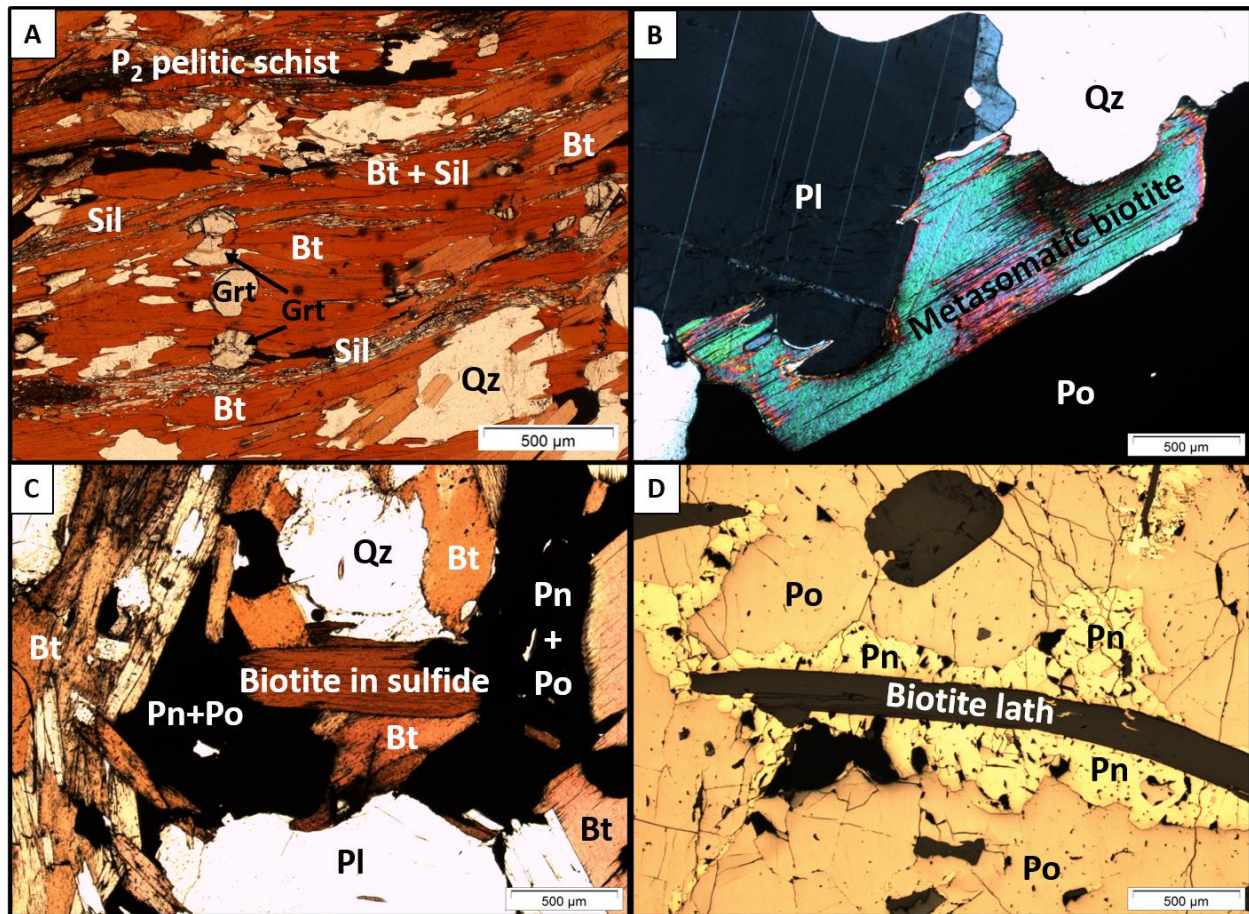 A
P₂ pelitic schist
Bt
Bt + Sil
Sil
Bt
Grt
Grt
Sil
Qz
Bt
500 µm
B
Qz
Pl
Metasomatic biotite
Po
500 µm
C
Qz
Bt
Pn
+
Po
Bt
Biotite in sulfide
Pn+Po
Bt
Bt
Pl
500 µm
D
Po
Pn
Pn
Biotite lath
Pn
Po
500 µm